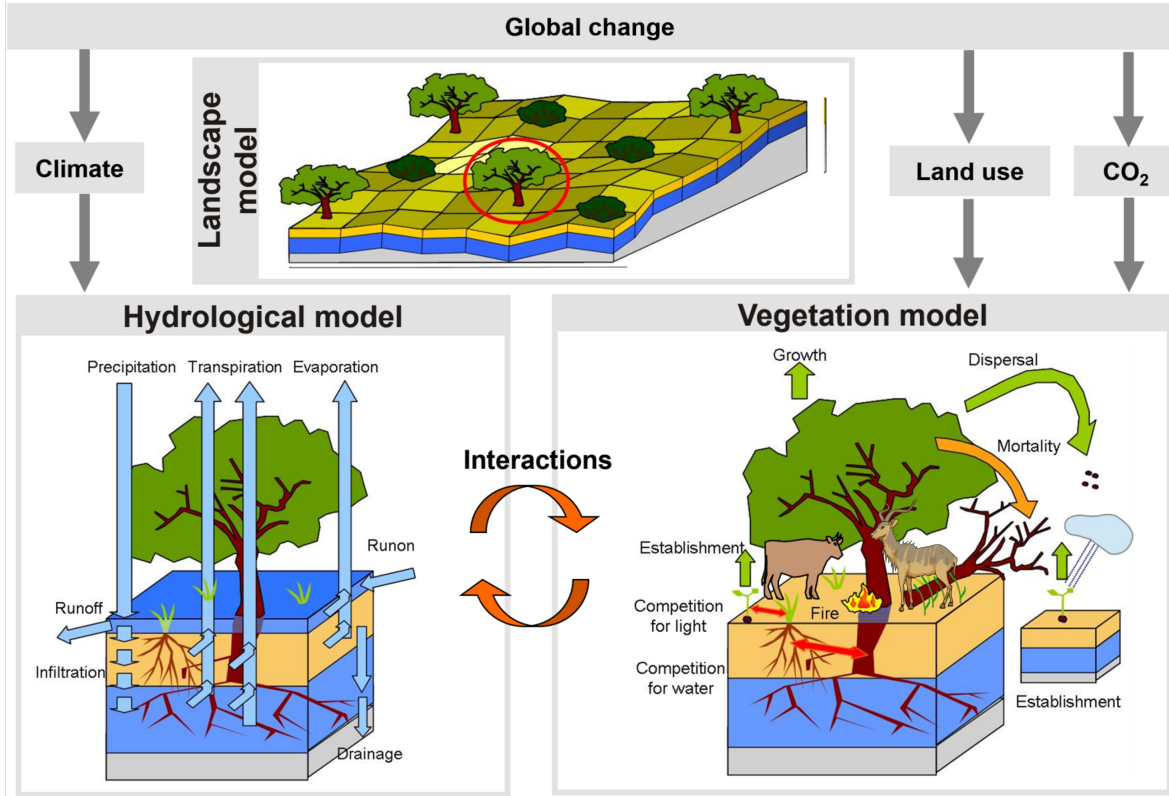 Global change
Landscape
model
Climate
Land use
CO₂
Hydrological model
Precipitation Transpiration Evaporation
Runon
Runoff
Infiltration
Drainage
Interactions
Vegetation model
Growth
Dispersal
Mortality
Establishment
Competition
for light
Fire
Competition
for water
Establishment